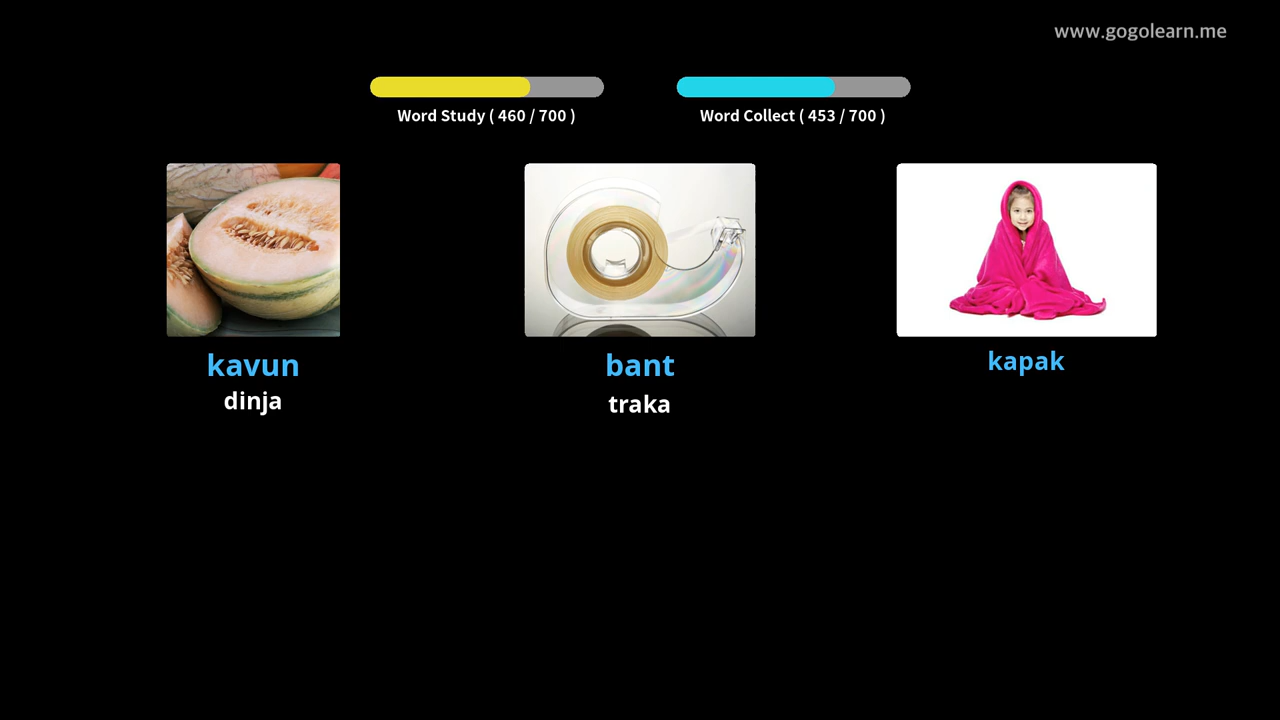 www.gogolearn.me
Word Study ( 460 / 700 )
Word Collect ( 453 / 700 )
kavun
dinja
bant
traka
kapak